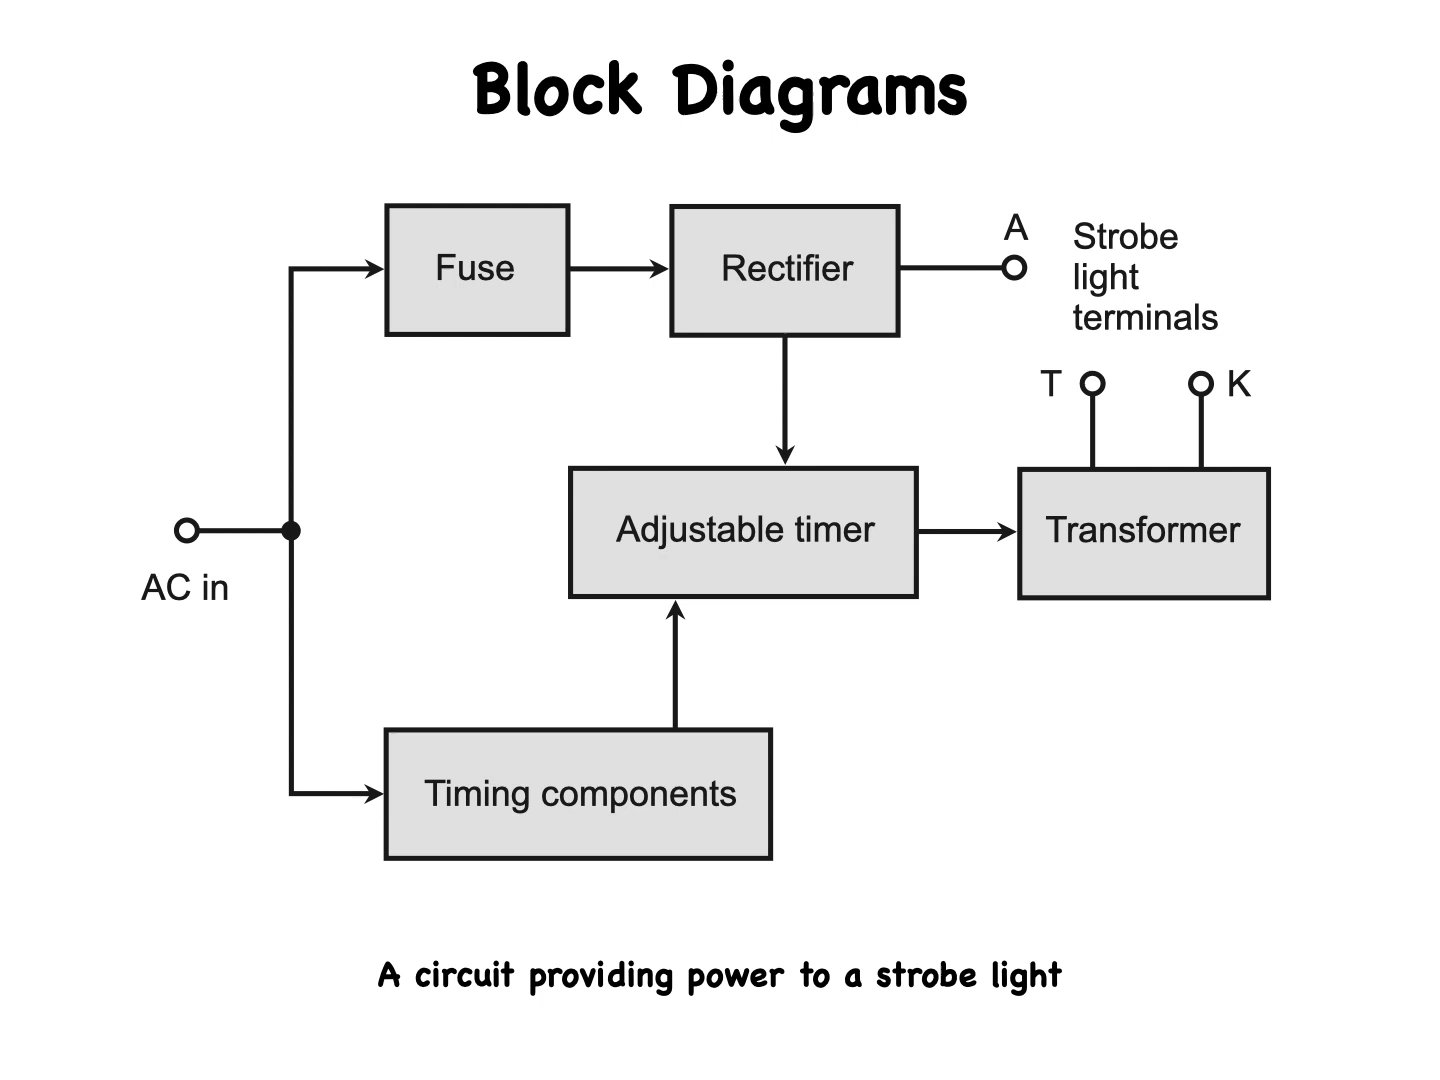 Block Diagrams
Fuse
Rectifier
A
Strobe
light
terminals
T
K
AC in
Adjustable timer
Transformer
Timing components
A circuit providing power to a strobe light